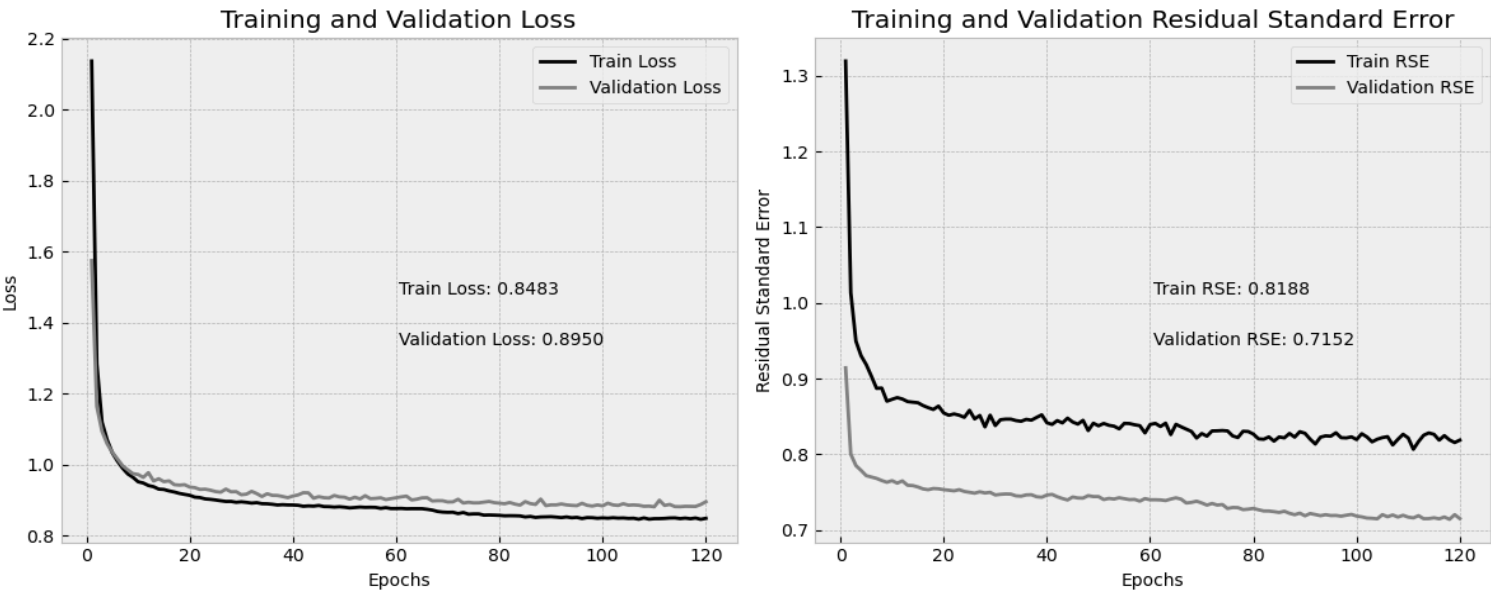 Training and Validation Loss
2.2
2.0
1.8
1.6
1.4
1.2
1.0
0.8
Loss
Train Loss
Validation Loss
Train Loss: 0.8483
Validation Loss: 0.8950
0 20 40 60 80 100 120
Epochs
Training and Validation Residual Standard Error
1.3
1.2
1.1
1.0
0.9
0.8
0.7
Residual Standard Error
Train RSE
Validation RSE
Train RSE: 0.8188
Validation RSE: 0.7152
0 20 40 60 80 100 120
Epochs